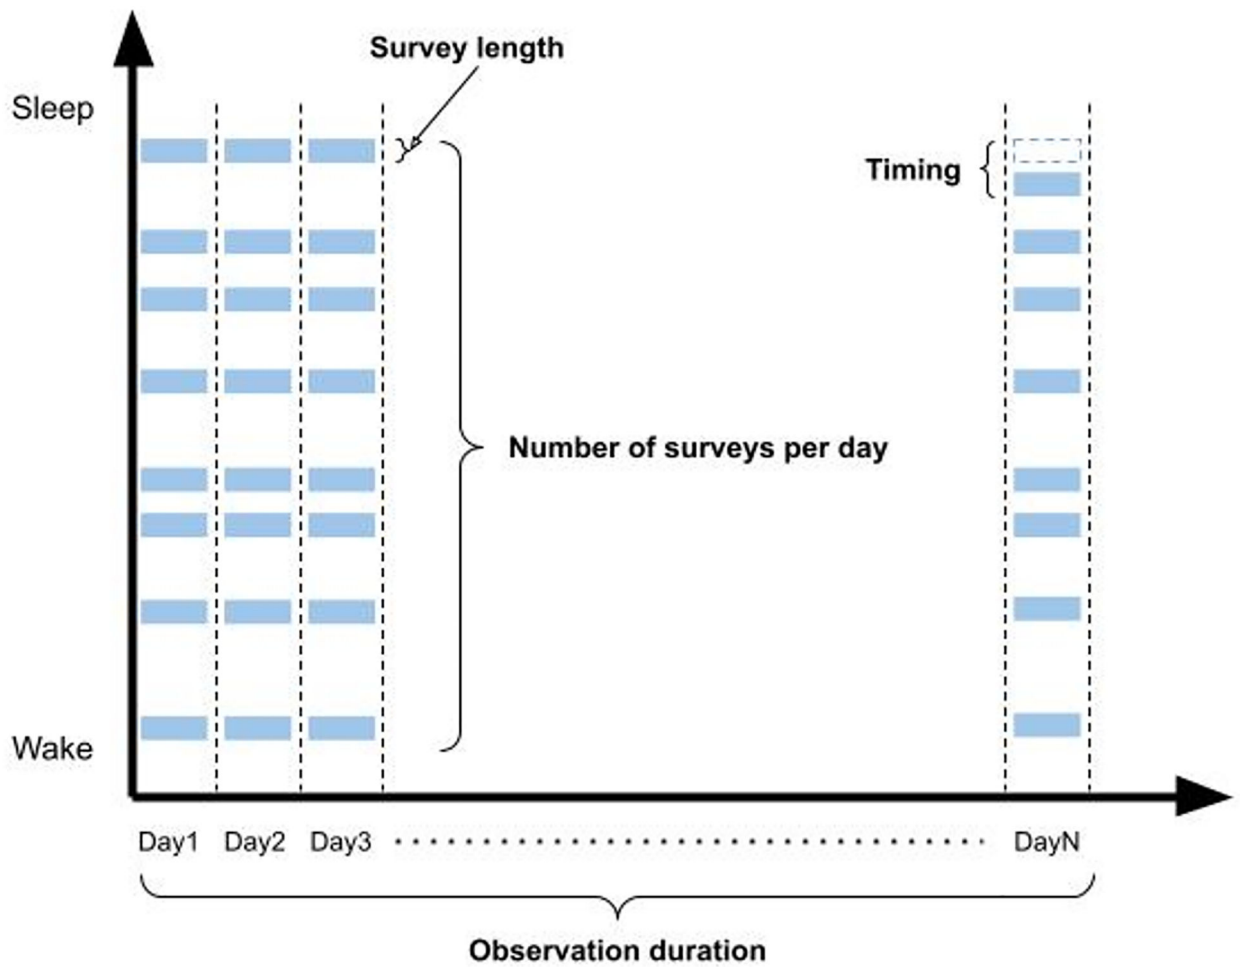 Survey length
Sleep
Timing
Number of surveys per day
Wake
Day1 Day2 Day3 DayN
Observation duration